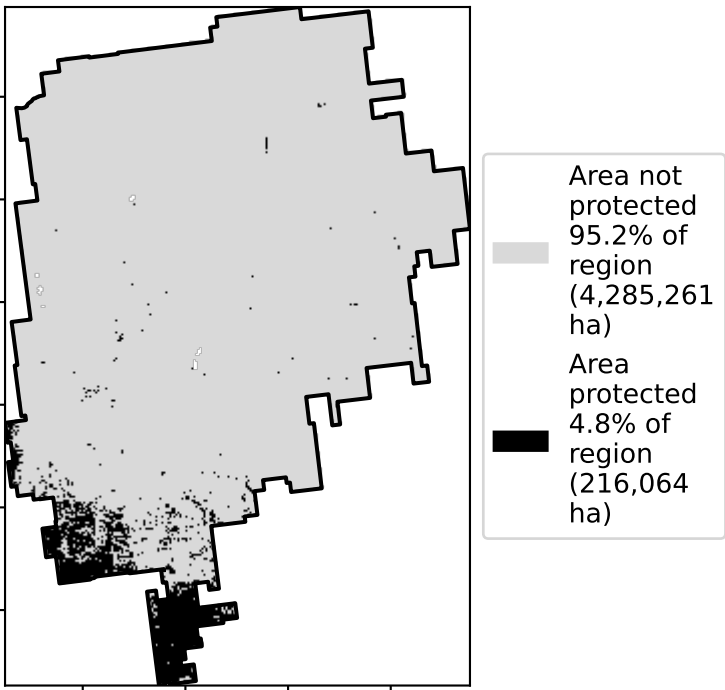 Area not
protected
95.2% of
region
(4,285,261
ha)
Area
protected
4.8% of
region
(216,064
ha)